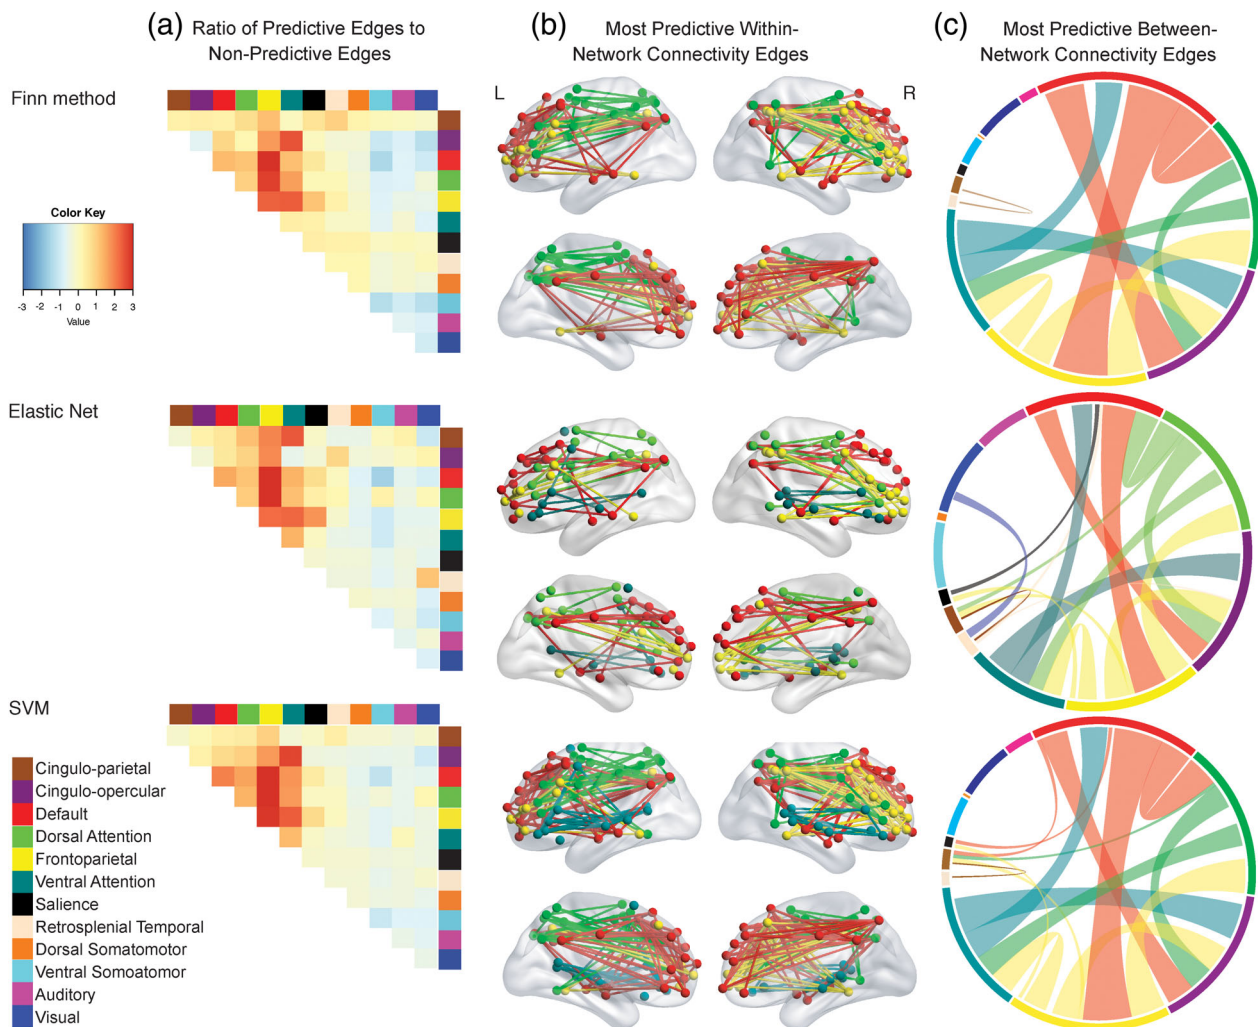 (a) Ratio of Predictive Edges to
Non-Predictive Edges
(b) Most Predictive Within-
Network Connectivity Edges
(c) Most Predictive Between-
Network Connectivity Edges
Finn method
L
R
Color Key
-3 -2 -1 0 1 2 3
Value
Elastic Net
SVM
Cingulo-parietal
Cingulo-opercular
Default
Dorsal Attention
Frontoparietal
Ventral Attention
Salience
Retrosplenial Temporal
Dorsal Somatomotor
Ventral Somoatomor
Auditory
Visual